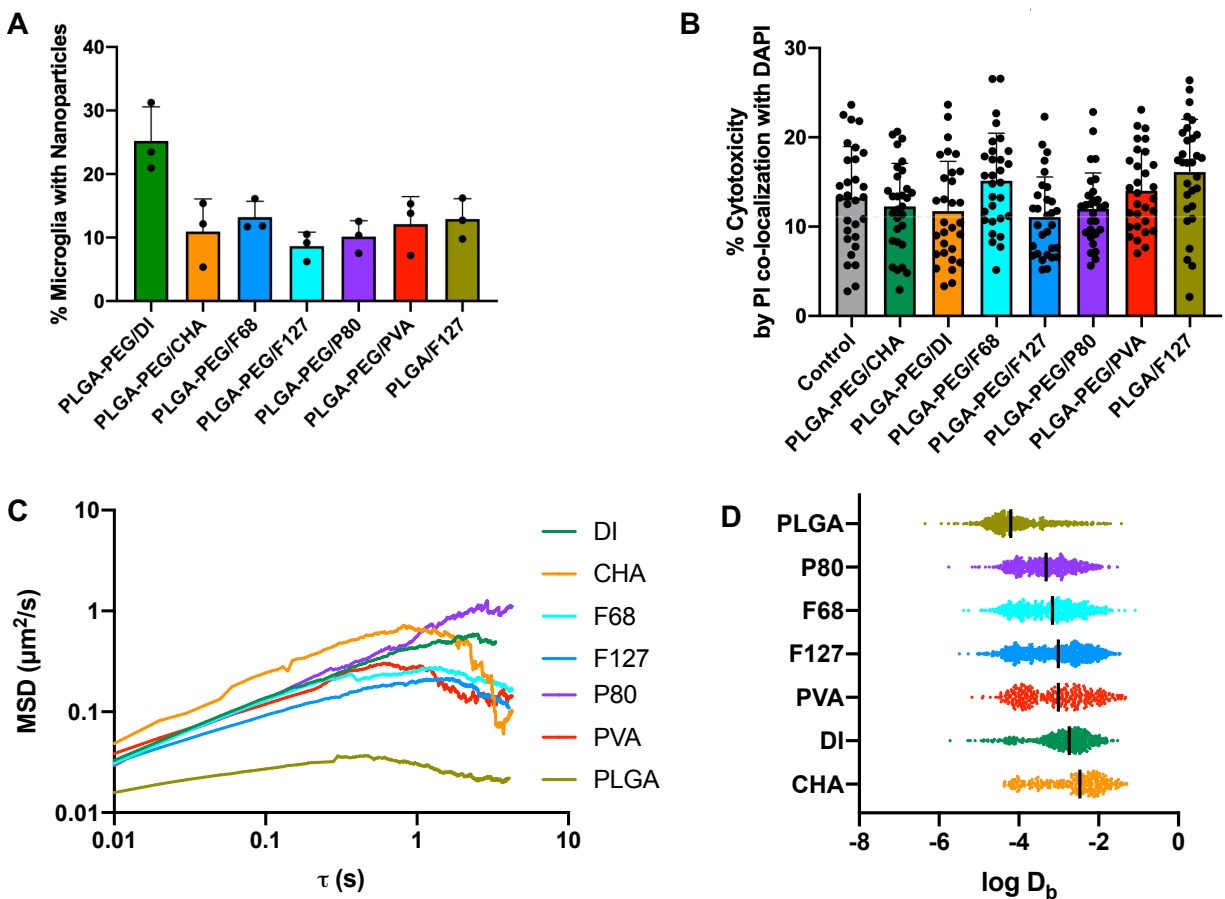 A
% Microglia with Nanoparticles
40
30
20
10
0
PLGA-PEG/DI
PLGA-PEG/CHA
PLGA-PEG/F68
PLGA-PEG/F127
PLGA-PEG/P80
PLGA-PEG/PVA
PLGA/F127
B
% Cytotoxicity
by PI co-localization with DAPI
30
20
10
0
Control
PLGA-PEG/CHA
PLGA-PEG/DI
PLGA-PEG/F68
PLGA-PEG/F127
PLGA-PEG/P80
PLGA-PEG/PVA
PLGA/F127
C
MSD (µm²/s)
10
1
0.1
0.01
0.01
0.1
1
10
τ (s)
DI
CHA
F68
F127
P80
PVA
PLGA
D
PLGA
P80
F68
F127
PVA
DI
CHA
-8
-6
-4
-2
0
log D_b